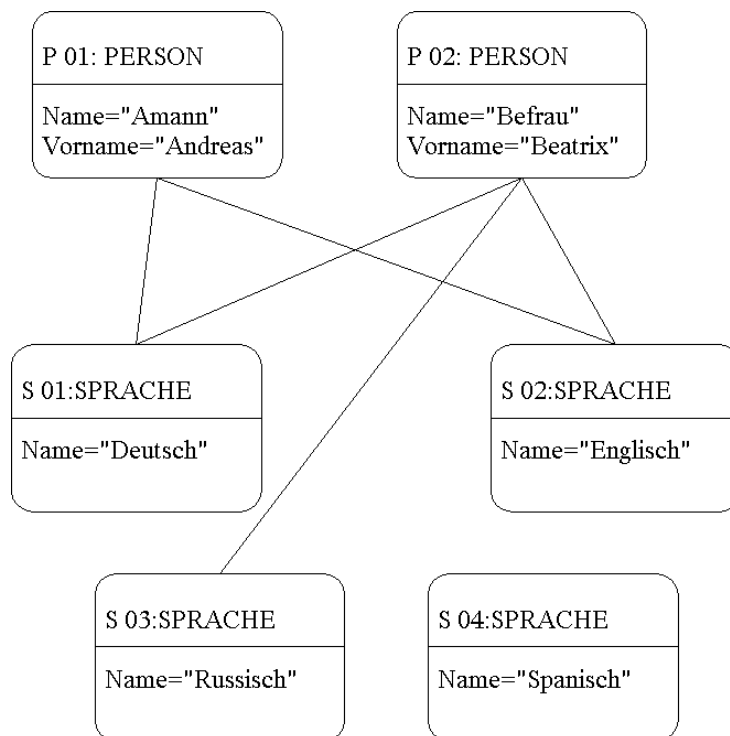 P 01: PERSON
Name="Amann"
Vorname="Andreas"
P 02: PERSON
Name="Befrau"
Vorname="Beatrix"
S 01:SPRACHE
Name="Deutsch"
S 02:SPRACHE
Name="Englisch"
S 03:SPRACHE
Name="Russisch"
S 04:SPRACHE
Name="Spanisch"